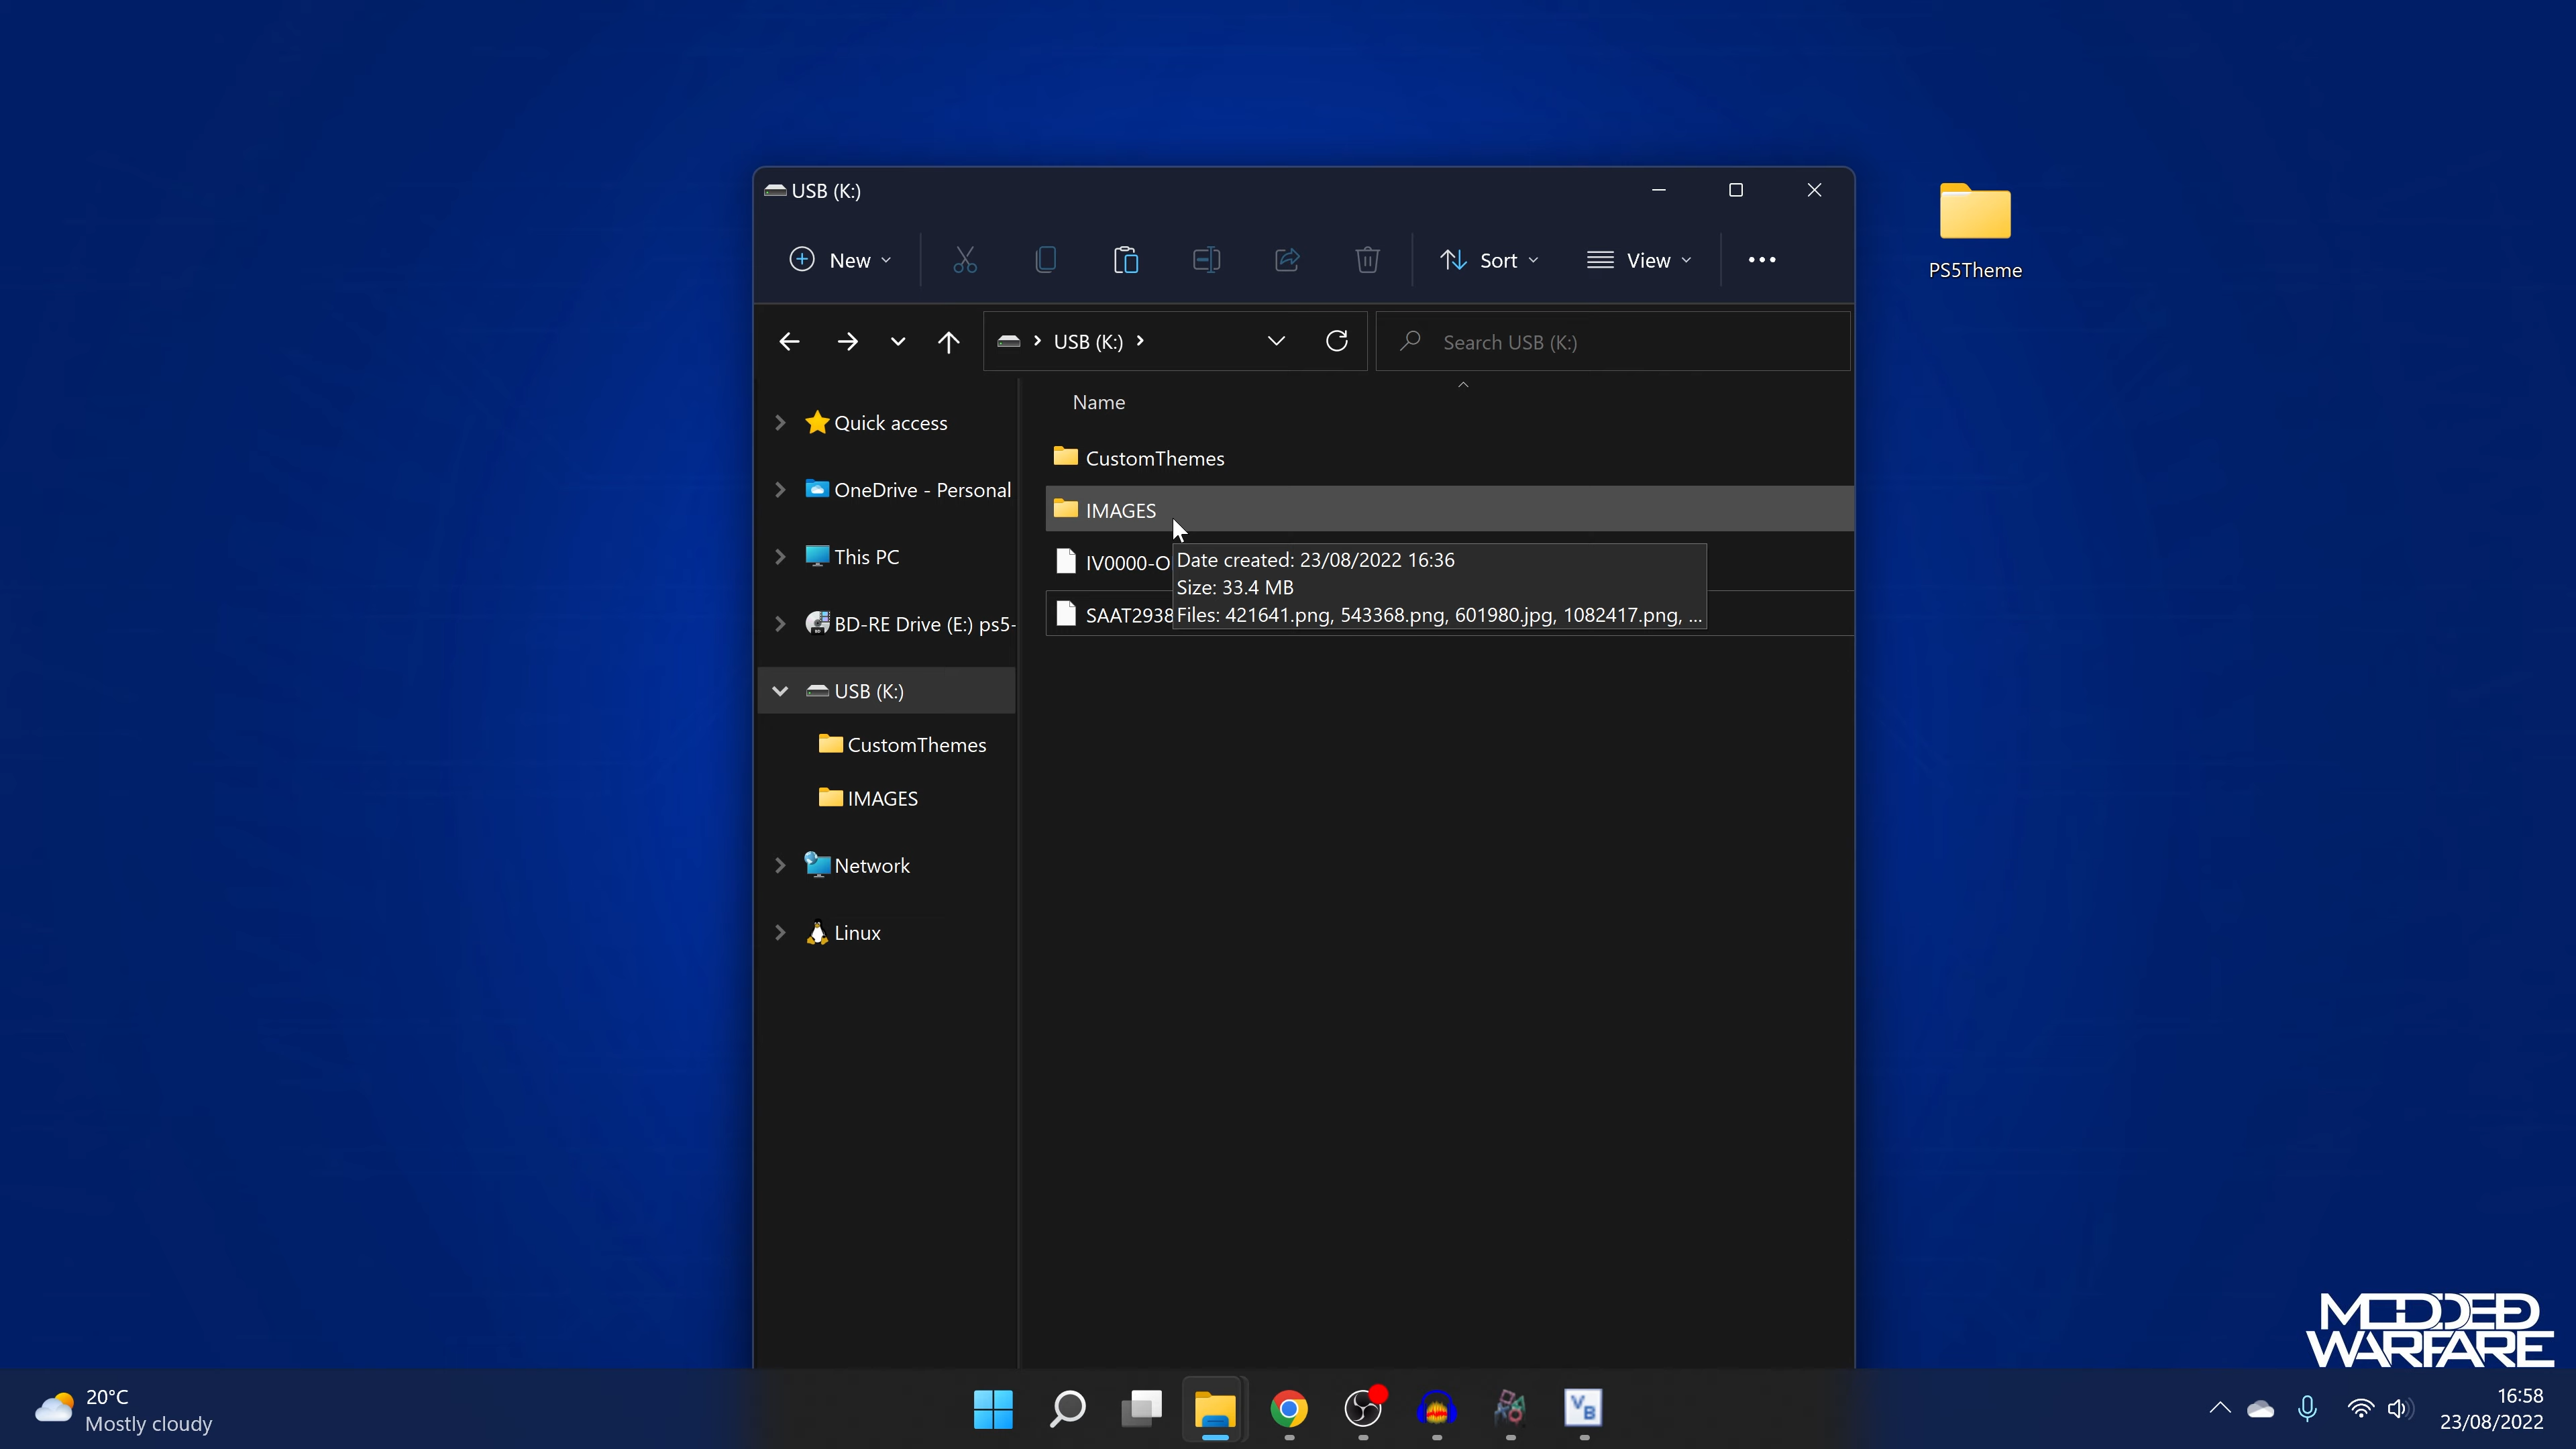 USB (K:)
New
Sort
View
USB (K:)
Search USB (K:)
Name
Quick access
OneDrive - Personal
This PC
BD-RE Drive (E:) ps5-
USB (K:)
CustomThemes
IMAGES
Network
Linux
CustomThemes
IMAGES
IV0000-O
SAAT2938
Date created: 23/08/2022 16:36
Size: 33.4 MB
Files: 421641.png, 543368.png, 601980.jpg, 1082417.png, ...
PS5Theme
MODDED
WARFARE
20°C
Mostly cloudy
VB
16:58
23/08/2022